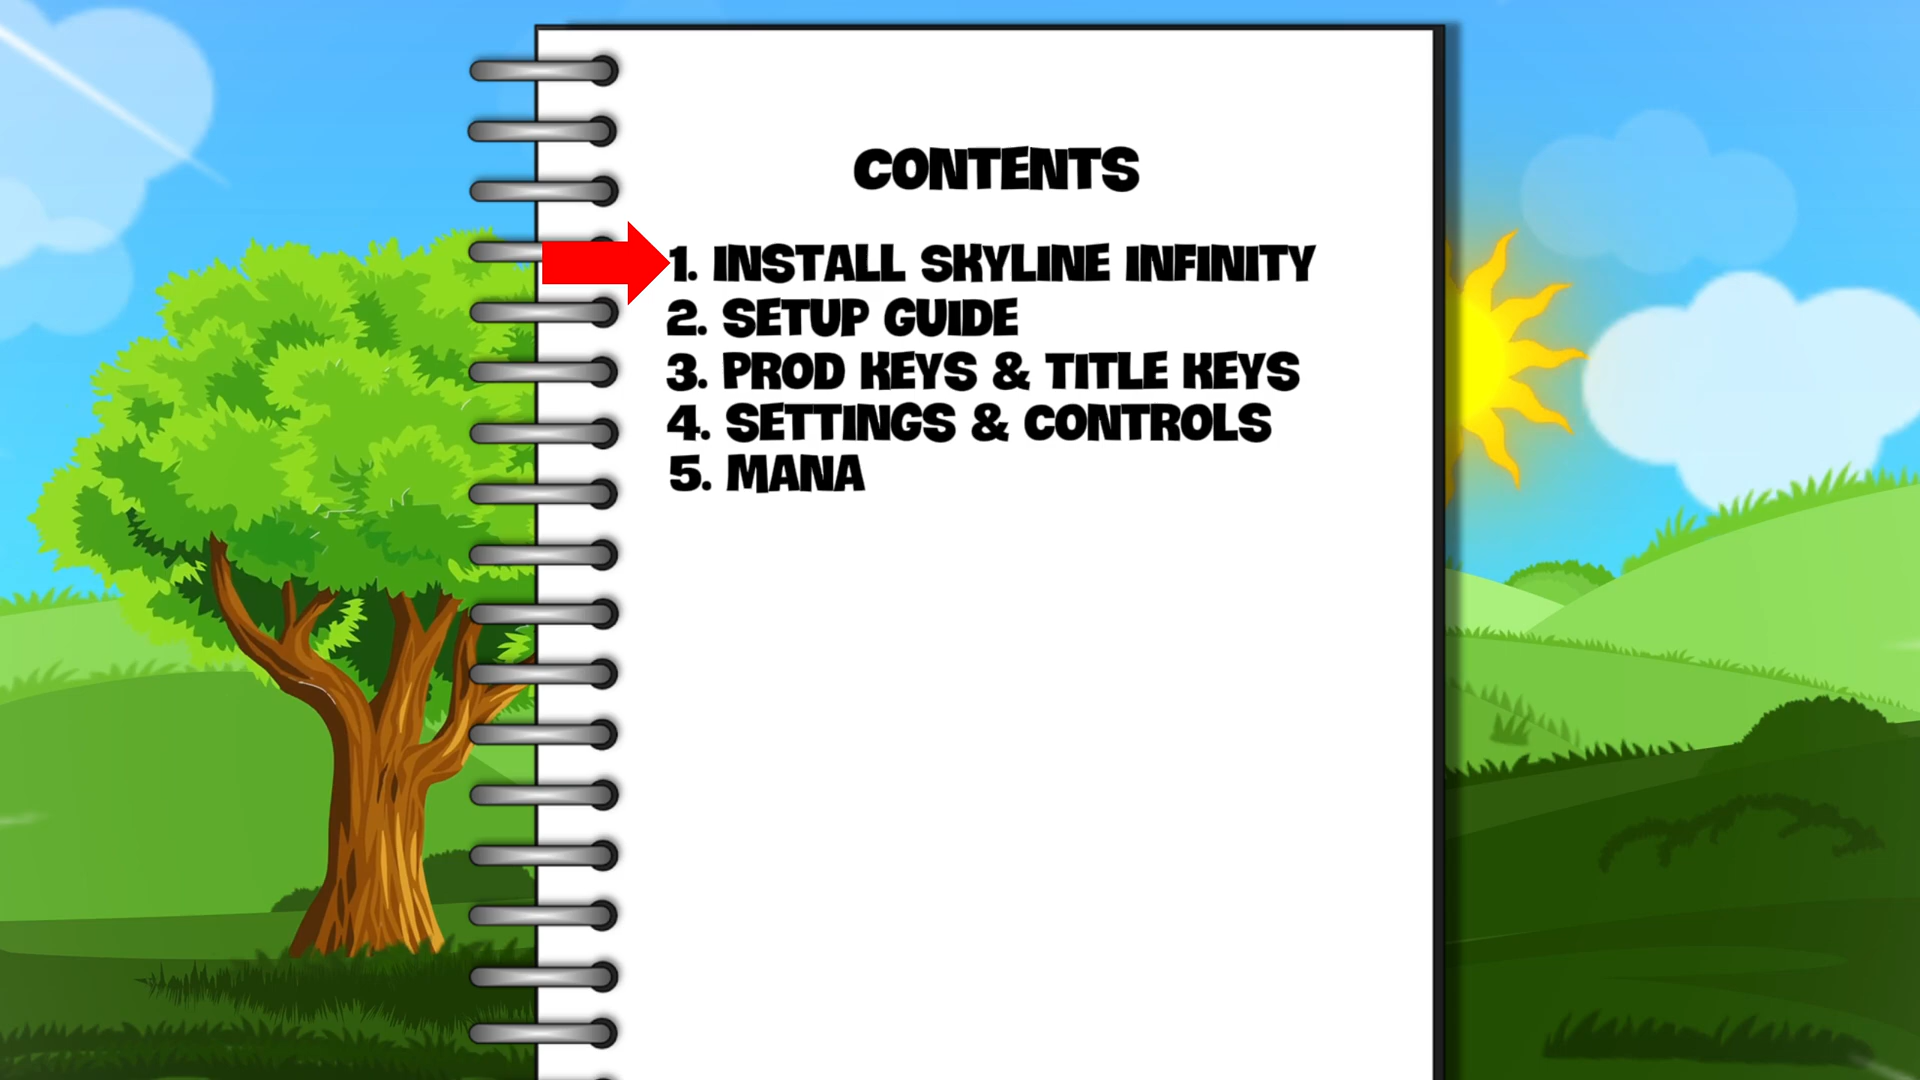 CONTENTS
1. INSTALL SKYLINE INFINITY
2. SETUP GUIDE
3. PROD KEYS & TITLE KEYS
4. SETTINGS & CONTROLS
5. MANA